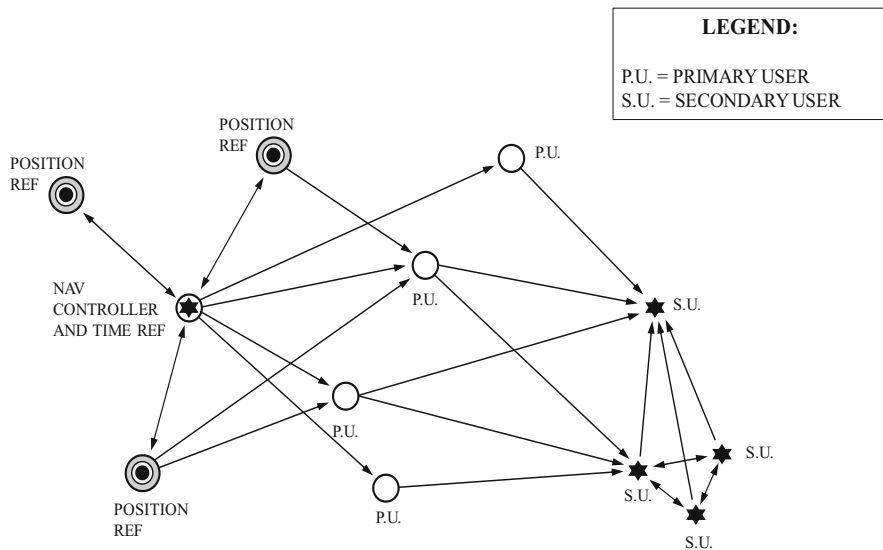 LEGEND:
P.U. = PRIMARY USER
S.U. = SECONDARY USER
POSITION
REF
POSITION
REF
P.U.
NAV
CONTROLLER
AND TIME REF
P.U.
S.U.
P.U.
POSITION
REF
P.U.
S.U.
S.U.
S.U.